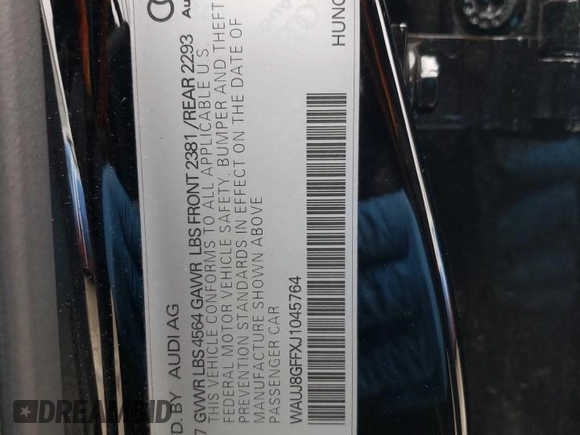 D. BY AUDI AG
7 GVWR LBS 4564 GAWR LBS FRONT 2381 /REAR 2293
THIS VEHICLE CONFORMS TO ALL APPLICABLE U.S.
FEDERAL MOTOR VEHICLE SAFETY, BUMPER AND THEFT
PREVENTION STANDARDS IN EFFECT ON THE DATE OF
MANUFACTURE SHOWN ABOVE
PASSENGER CAR
WAUJ8GFFXJ1045764
HUNG
DREAMBID